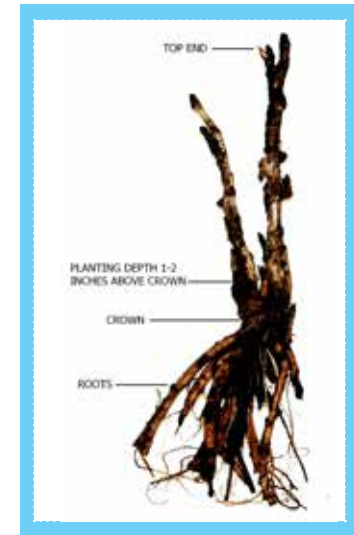 TOP END
PLANTING DEPTH 1-2
INCHES ABOVE CROWN
CROWN
ROOTS